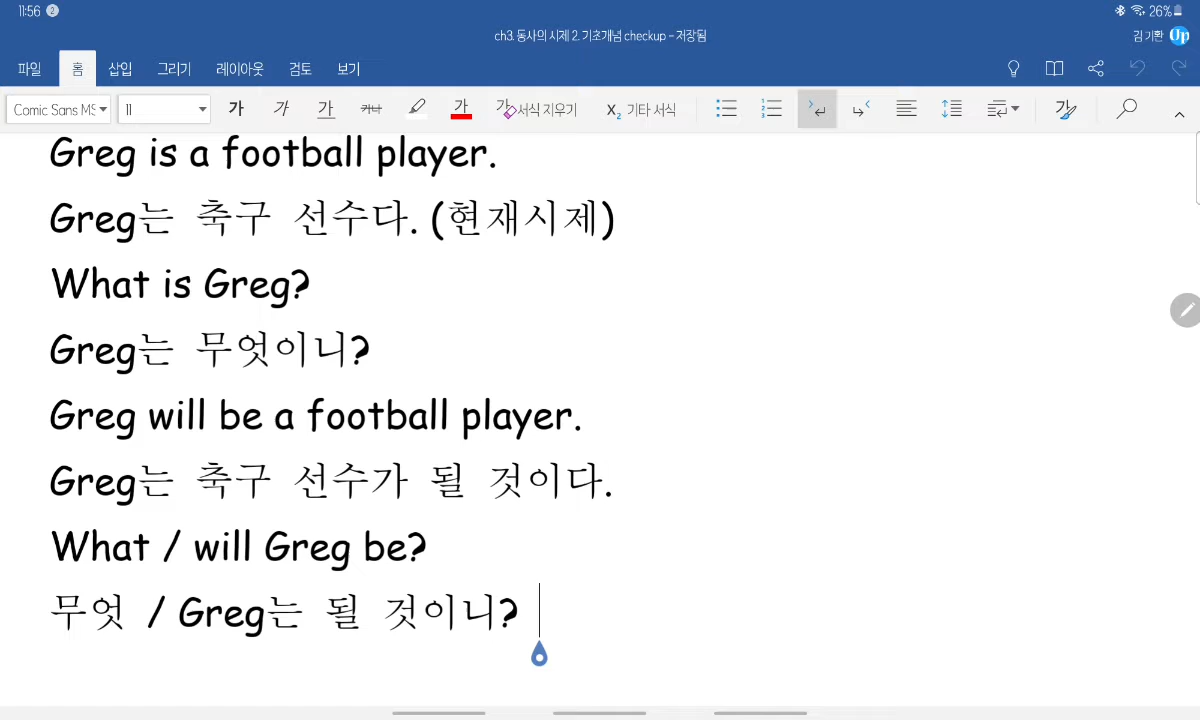 11:56 2 26%
ch3. 동사의 시제 2. 기초개념 checkup - 저장됨
김기환 Up
파일 홈 삽입 그리기 레이아웃 검토 보기
Comic Sans MS 11 가 가 가 가나 가 가 서식 지우기 X₂ 기타 서식 가
Greg is a football player.
Greg는 축구 선수다. (현재시제)
What is Greg?
Greg는 무엇이니?
Greg will be a football player.
Greg는 축구 선수가 될 것이다.
What / will Greg be?
무엇 / Greg는 될 것이니?